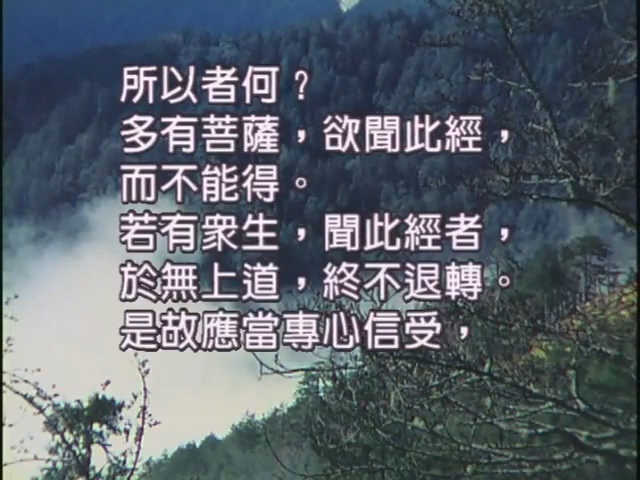 所以者何？
多有菩薩，欲聞此經，
而不能得。
若有衆生，聞此經者，
於無上道，終不退轉。
是故應當專心信受，